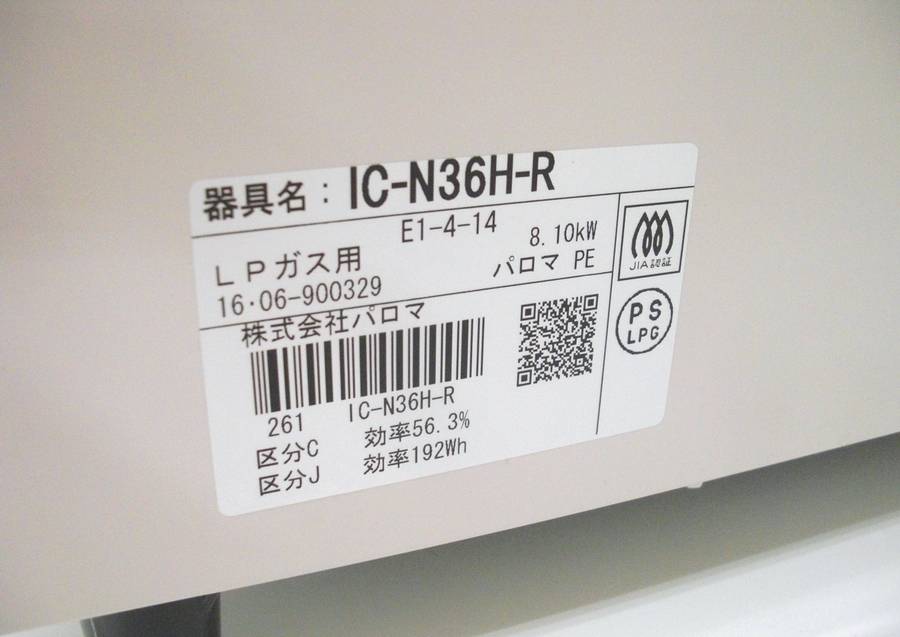 器具名：IC-N36H-R
E1-4-14
LPガス用
8.10kW
16・06-900329
パロマ PE
株式会社パロマ
261 IC-N36H-R
区分C 効率56.3%
区分J 効率192Wh
JIA認証
PS
LPG